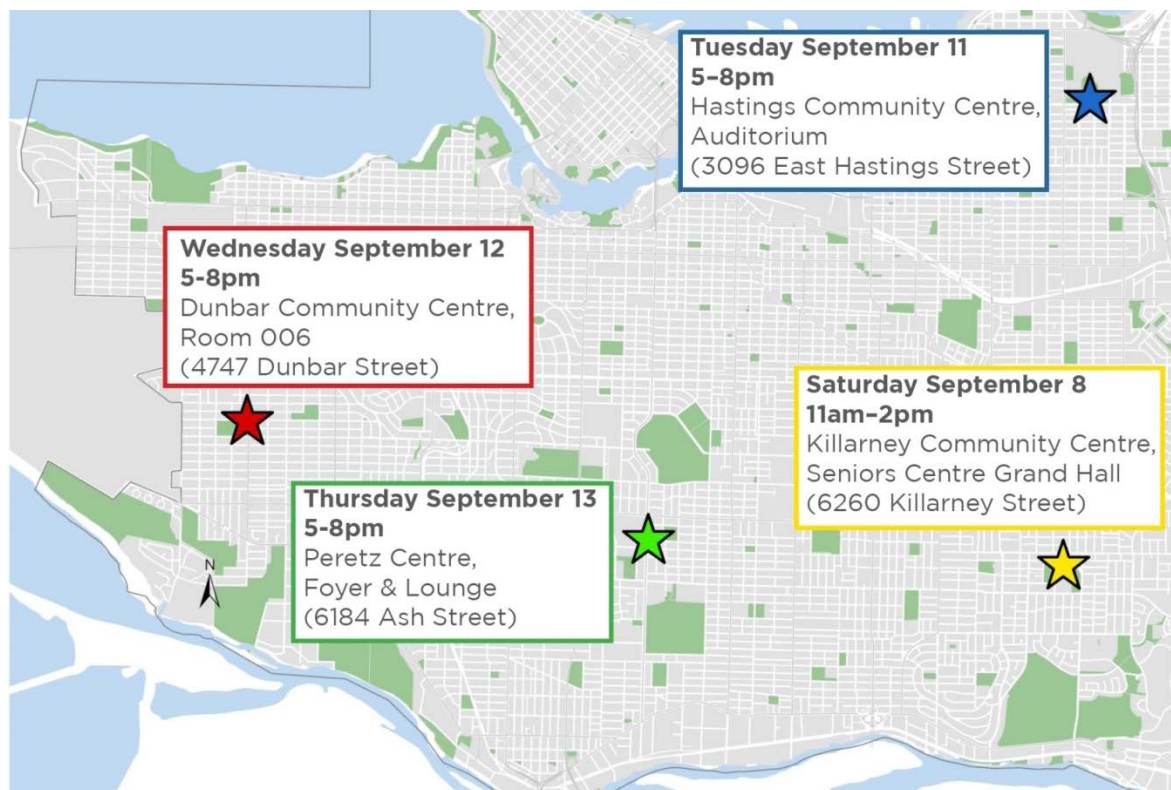 Tuesday September 11
5–8pm
Hastings Community Centre,
Auditorium
(3096 East Hastings Street)
Wednesday September 12
5-8pm
Dunbar Community Centre,
Room 006
(4747 Dunbar Street)
Saturday September 8
11am–2pm
Killarney Community Centre,
Seniors Centre Grand Hall
(6260 Killarney Street)
Thursday September 13
5-8pm
Peretz Centre,
Foyer & Lounge
(6184 Ash Street)
N